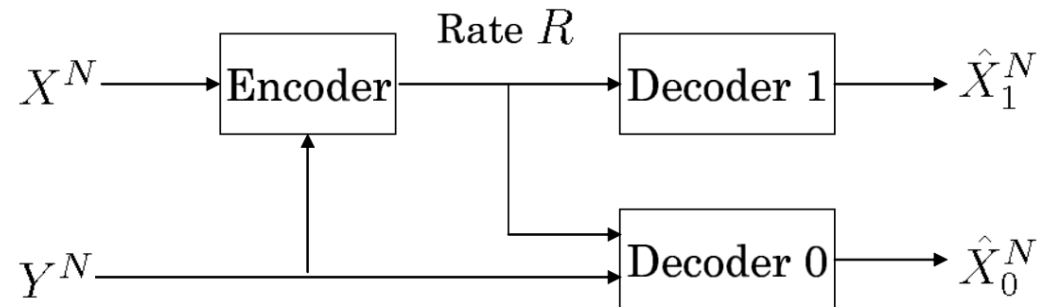 Rate R
X^N Encoder Decoder 1 X̂_1^N
Y^N Decoder 0 X̂_0^N